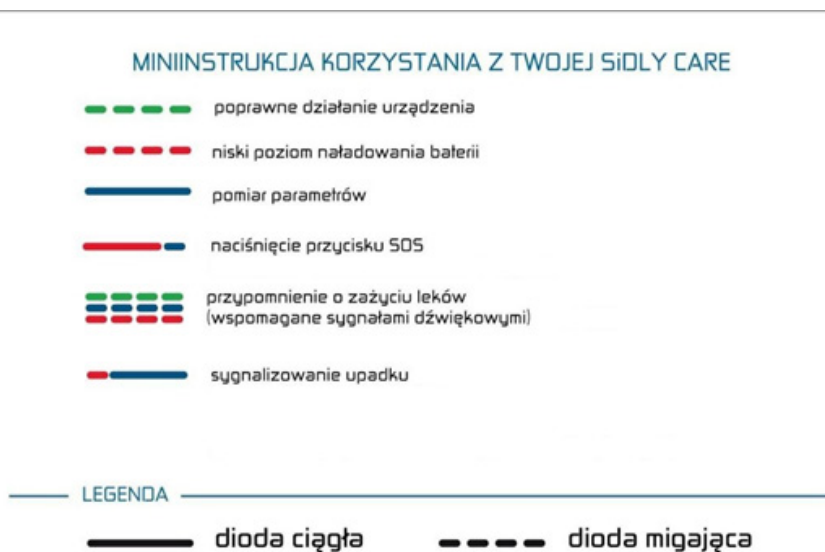 MINIINSTRUKCJA KORZYSTANIA Z TWOJEJ SiDLY CARE
poprawne działanie urządzenia
niski poziom naładowania baterii
pomiar parametrów
naciśnięcie przycisku SOS
przypomnienie o zażyciu leków
(wspomagane sygnałami dźwiękowymi)
sygnalizowanie upadku
LEGENDA
dioda ciągła
dioda migająca